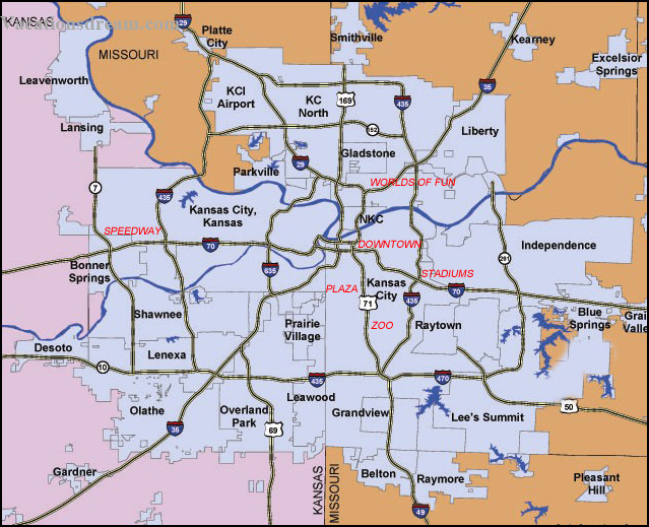 KANSAS
Vacationsdream.com
29
Platte
City
Smithville
Kearney
MISSOURI
Excelsior
Springs
Leavenworth
KCI
Airport
KC
North
169
435
35
Lansing
152
Liberty
Gladstone
29
Parkville
7
435
WORLDS OF FUN
Kansas City,
Kansas
NKC
SPEEDWAY
70
DOWNTOWN
Independence
291
Bonner
Springs
635
STADIUMS
PLAZA
Kansas
City
70
71
435
Shawnee
Prairie
Village
ZOO
Raytown
Blue
Springs
Grai
Valle
Desoto
10
Lenexa
435
470
Leawood
Olathe
Overland
Park
Grandview
Lee's Summit
50
35
69
Gardner
KANSAS
MISSOURI
Belton
Raymore
Pleasant
Hill
49